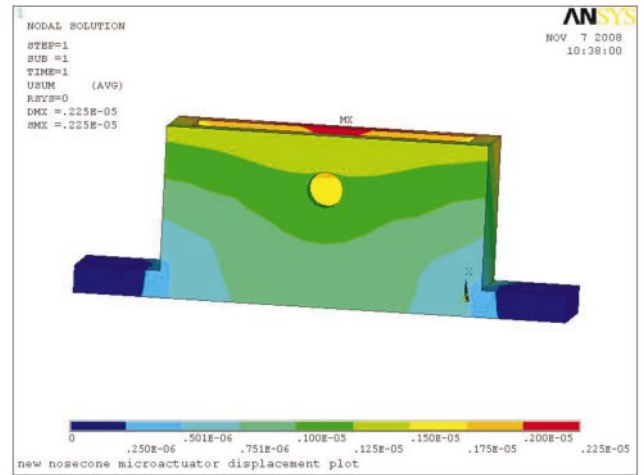 1
NODAL SOLUTION
STEP=1
SUB =1
TIME=1
USUM (AVG)
RSYS=0
DMX =.225E-05
SMX =.225E-05
ANSYS
NOV 7 2008
10:38:00
MX
X
0 .501E-06 .100E-05 .150E-05 .200E-05
.250E-06 .751E-06 .125E-05 .175E-05 .225E-05
new nosecone microactuator displacement plot